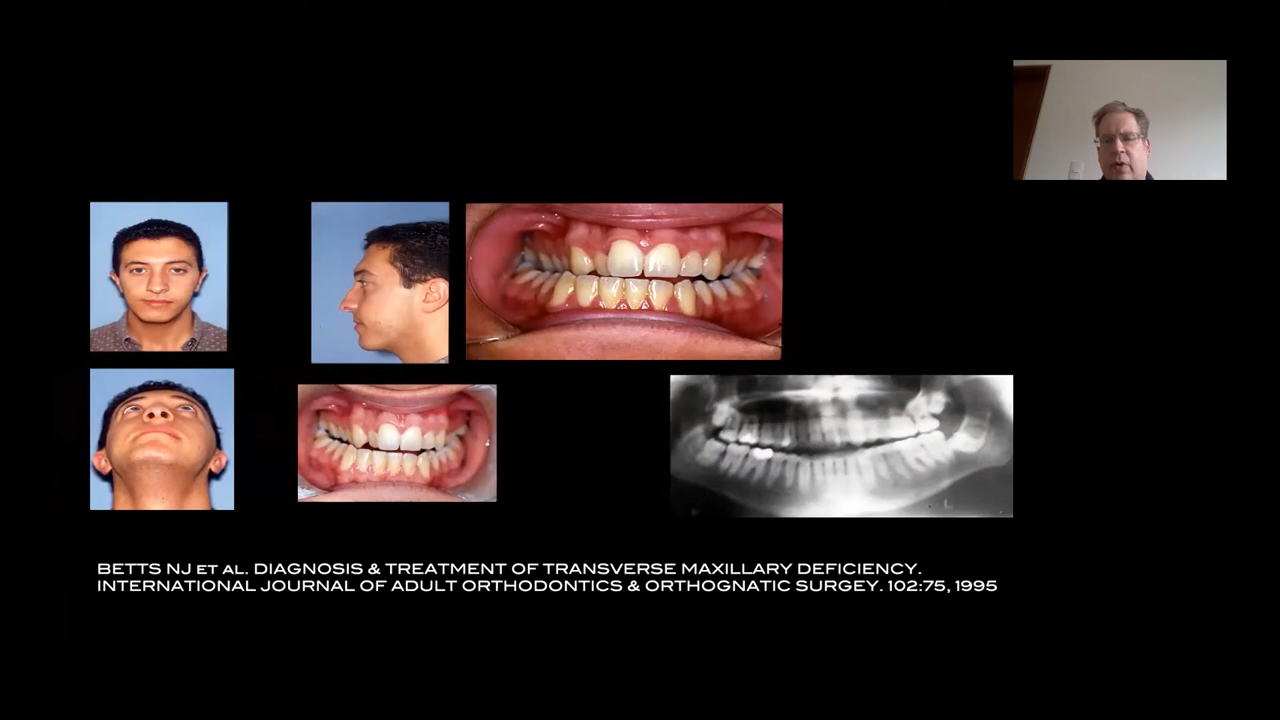 BETTS NJ ET AL. DIAGNOSIS & TREATMENT OF TRANSVERSE MAXILLARY DEFICIENCY.
INTERNATIONAL JOURNAL OF ADULT ORTHODONTICS & ORTHOGNATIC SURGEY. 102:75, 1995